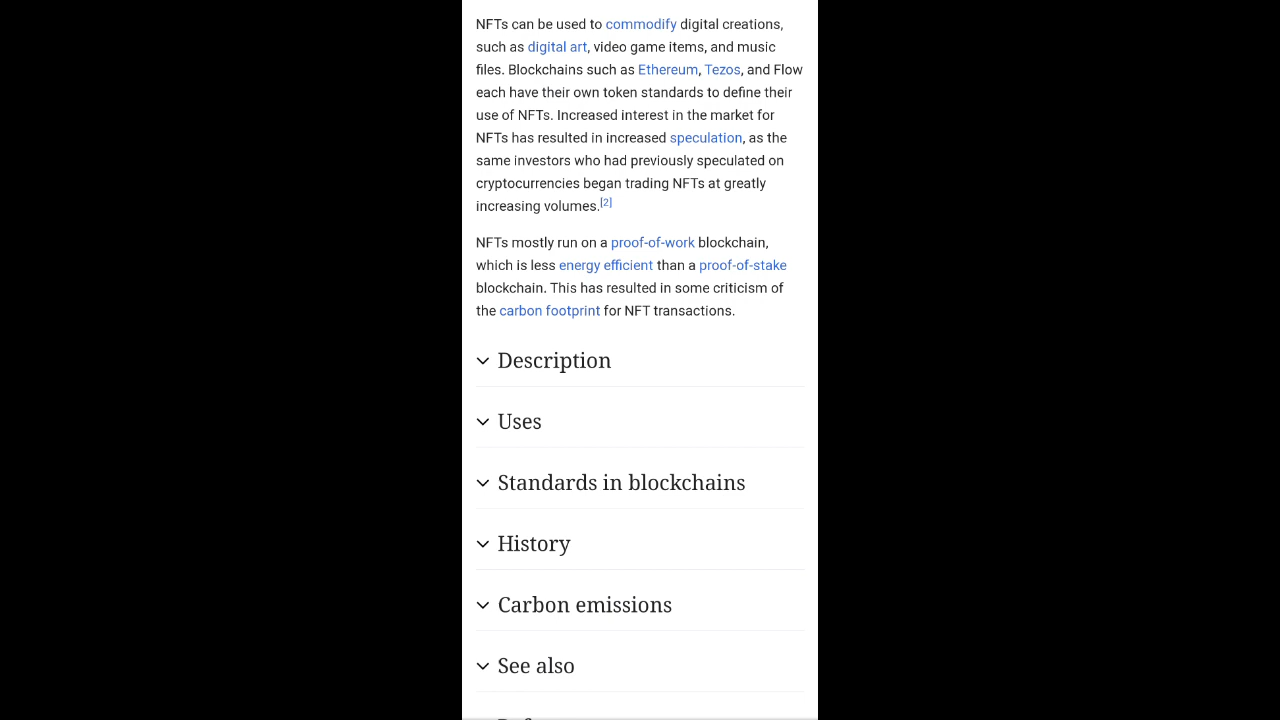 NFTs can be used to commodify digital creations,
such as digital art, video game items, and music
files. Blockchains such as Ethereum, Tezos, and Flow
each have their own token standards to define their
use of NFTs. Increased interest in the market for
NFTs has resulted in increased speculation, as the
same investors who had previously speculated on
cryptocurrencies began trading NFTs at greatly
increasing volumes.[2]
NFTs mostly run on a proof-of-work blockchain,
which is less energy efficient than a proof-of-stake
blockchain. This has resulted in some criticism of
the carbon footprint for NFT transactions.
Description
Uses
Standards in blockchains
History
Carbon emissions
See also